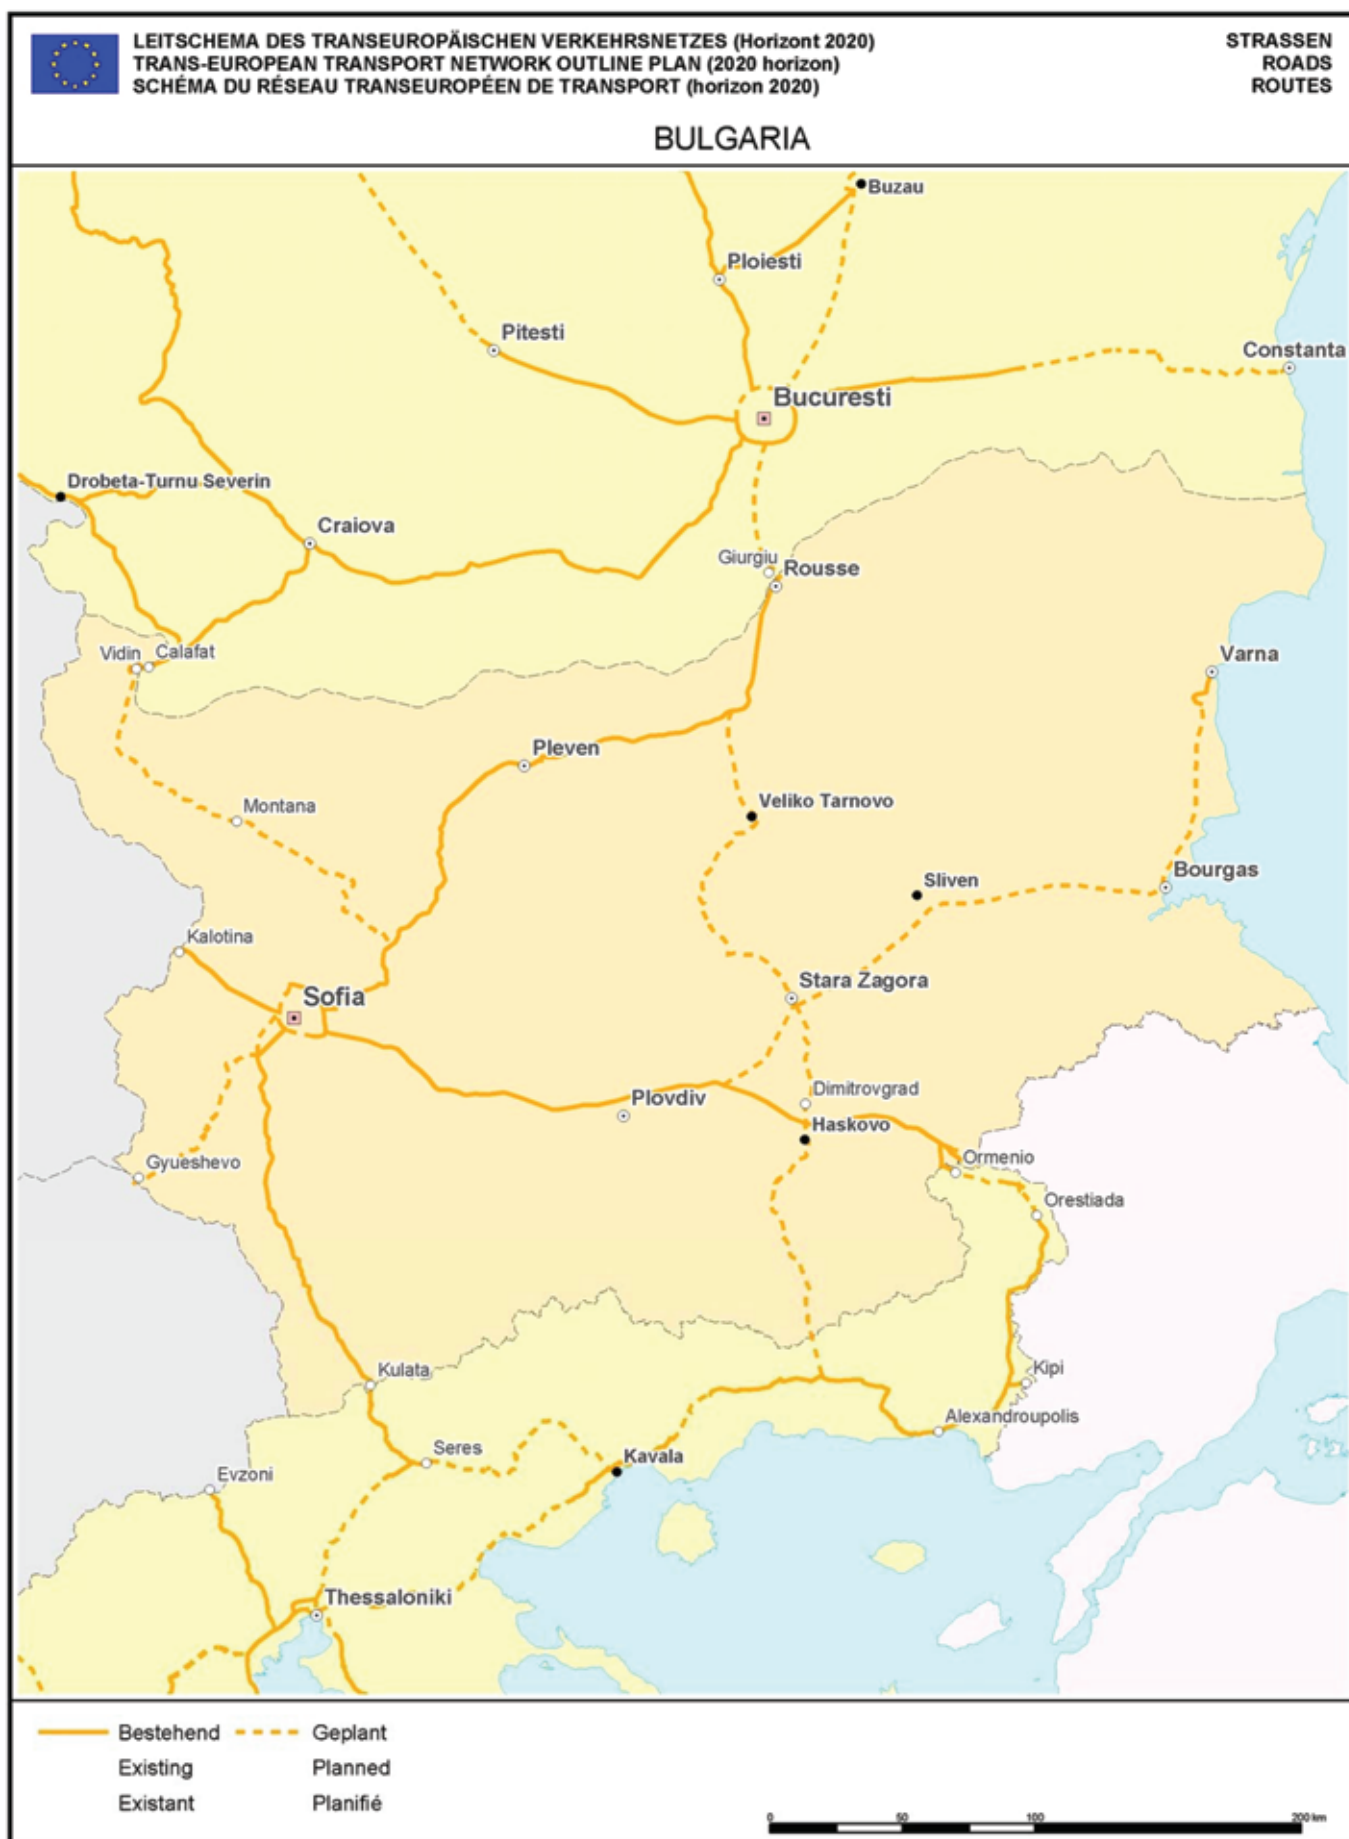 LEITSCHEMA DES TRANSEUROPÄISCHEN VERKEHRSNETZES (Horizont 2020)
TRANS-EUROPEAN TRANSPORT NETWORK OUTLINE PLAN (2020 horizon)
SCHÉMA DU RÉSEAU TRANSEUROPÉEN DE TRANSPORT (horizon 2020)
STRASSEN
ROADS
ROUTES
BULGARIA
Buzau
Ploiesti
Pitesti
Constanta
Bucuresti
Drobeta-Turnu Severin
Craiova
Giurgiu
Rousse
Vidin
Calafat
Varna
Pleven
Montana
Veliko Tarnovo
Bourgas
Sliven
Kalotina
Stara Zagora
Sofia
Dimitrovgrad
Plovdiv
Haskovo
Ormenio
Gyueshevo
Orestiada
Kulata
Kipi
Alexandroupolis
Seres
Kavala
Evzoni
Thessaloniki
Bestehend
Geplant
Existing
Planned
Existant
Planifié
0 50 100 200 km